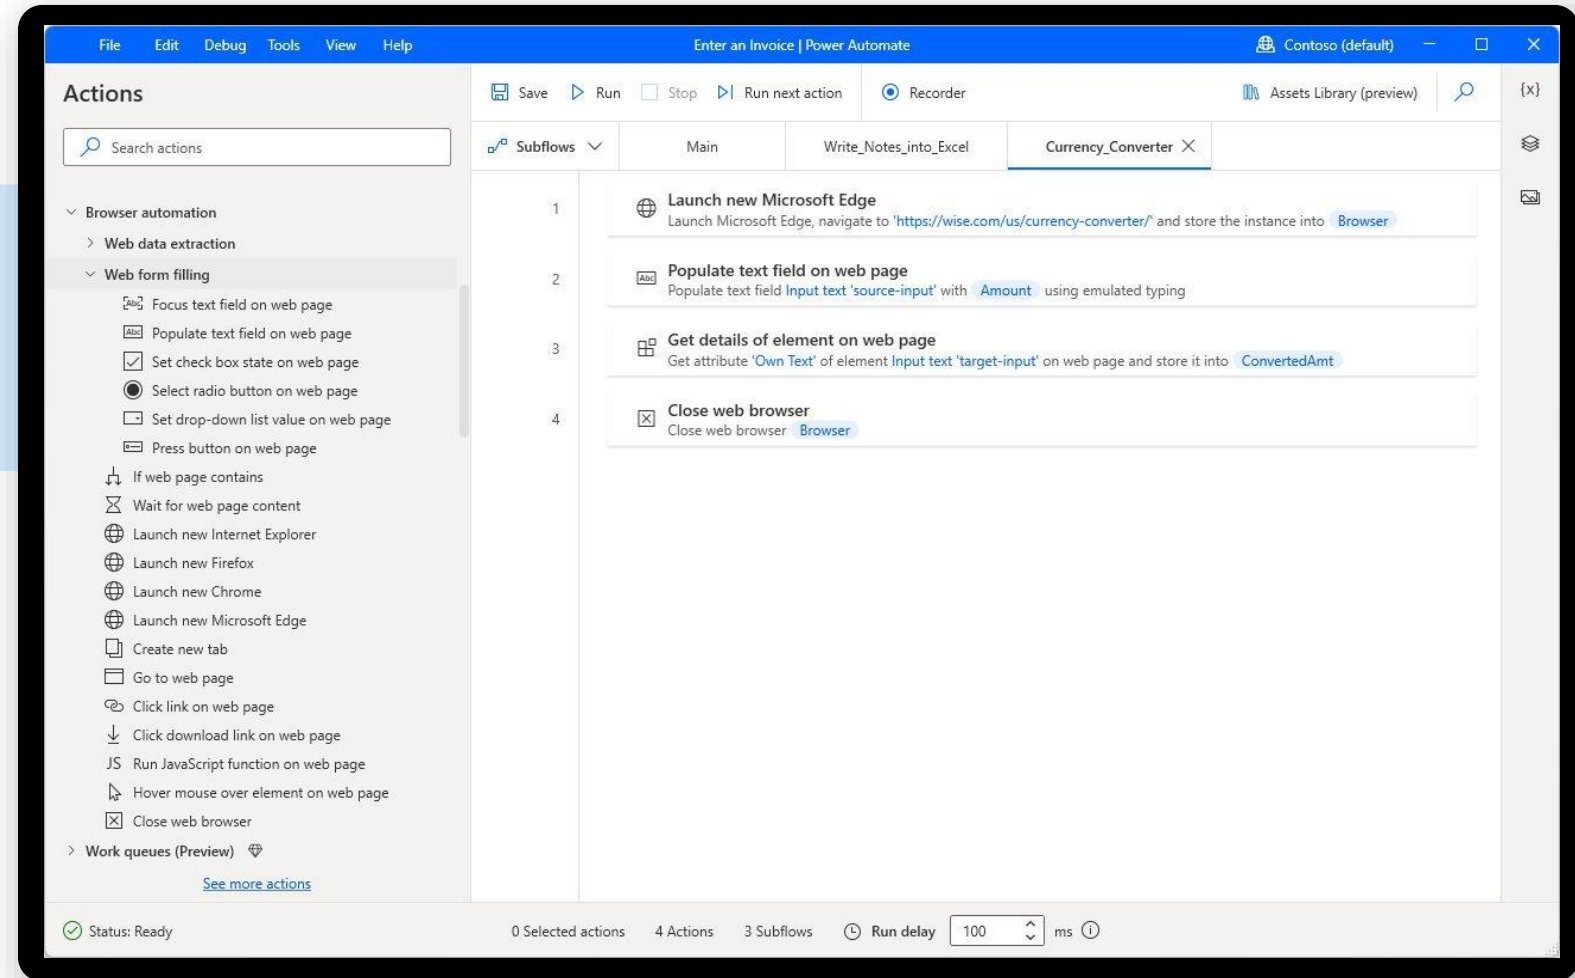 File Edit Debug Tools View Help Enter an Invoice | Power Automate Contoso (default)
Actions
Search actions
Browser automation
Web data extraction
Web form filling
Abc Focus text field on web page
Abc Populate text field on web page
Set check box state on web page
Select radio button on web page
Set drop-down list value on web page
Press button on web page
If web page contains
Wait for web page content
Launch new Internet Explorer
Launch new Firefox
Launch new Chrome
Launch new Microsoft Edge
Create new tab
Go to web page
Click link on web page
Click download link on web page
JS Run JavaScript function on web page
Hover mouse over element on web page
Close web browser
Work queues (Preview)
See more actions
Save Run Stop Run next action Recorder Assets Library (preview) {x}
Subflows Main Write_Notes_into_Excel Currency_Converter
1 Launch new Microsoft Edge
Launch Microsoft Edge, navigate to 'https://wise.com/us/currency-converter/' and store the instance into Browser
2 Abc Populate text field on web page
Populate text field Input text 'source-input' with Amount using emulated typing
3 Get details of element on web page
Get attribute 'Own Text' of element Input text 'target-input' on web page and store it into ConvertedAmt
4 Close web browser
Close web browser Browser
Status: Ready 0 Selected actions 4 Actions 3 Subflows Run delay 100 ms